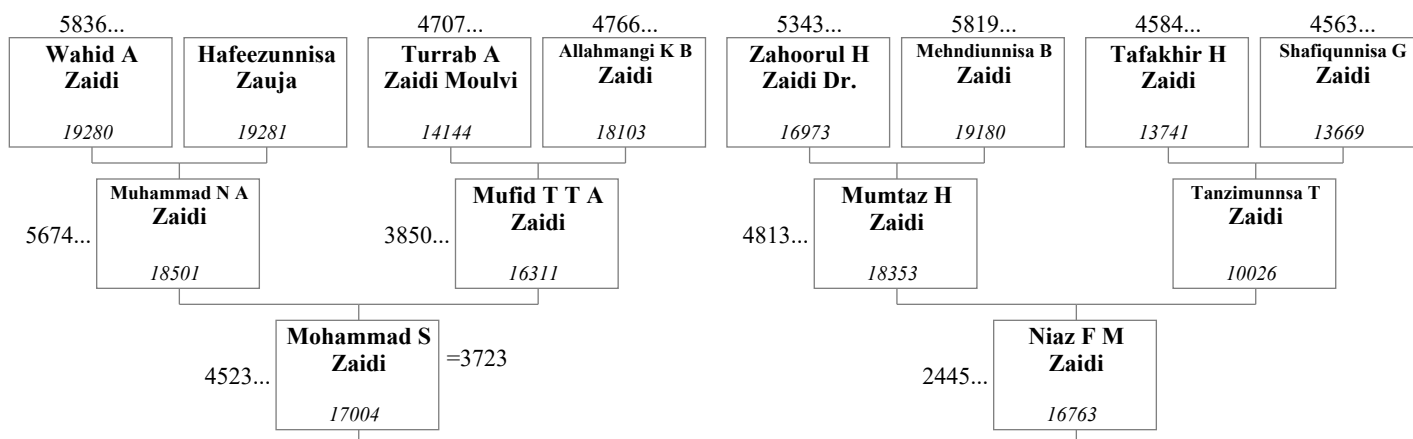 5836...
4707...
4766...
5343...
5819...
4584...
4563...
Wahid A
Zaidi
19280
Hafeezunnisa
Zauja
19281
Turrab A
Zaidi Moulvi
14144
Allahmangi K B
Zaidi
18103
Zahoorul H
Zaidi Dr.
16973
Mehndiunnisa B
Zaidi
19180
Tafakhir H
Zaidi
13741
Shafiqunnisa G
Zaidi
13669
5674...
Muhammad N A
Zaidi
18501
3850...
Mufid T T A
Zaidi
16311
4813...
Mumtaz H
Zaidi
18353
Tanzimunnsa T
Zaidi
10026
4523...
Mohammad S
Zaidi
17004
=3723
2445...
Niaz F M
Zaidi
16763